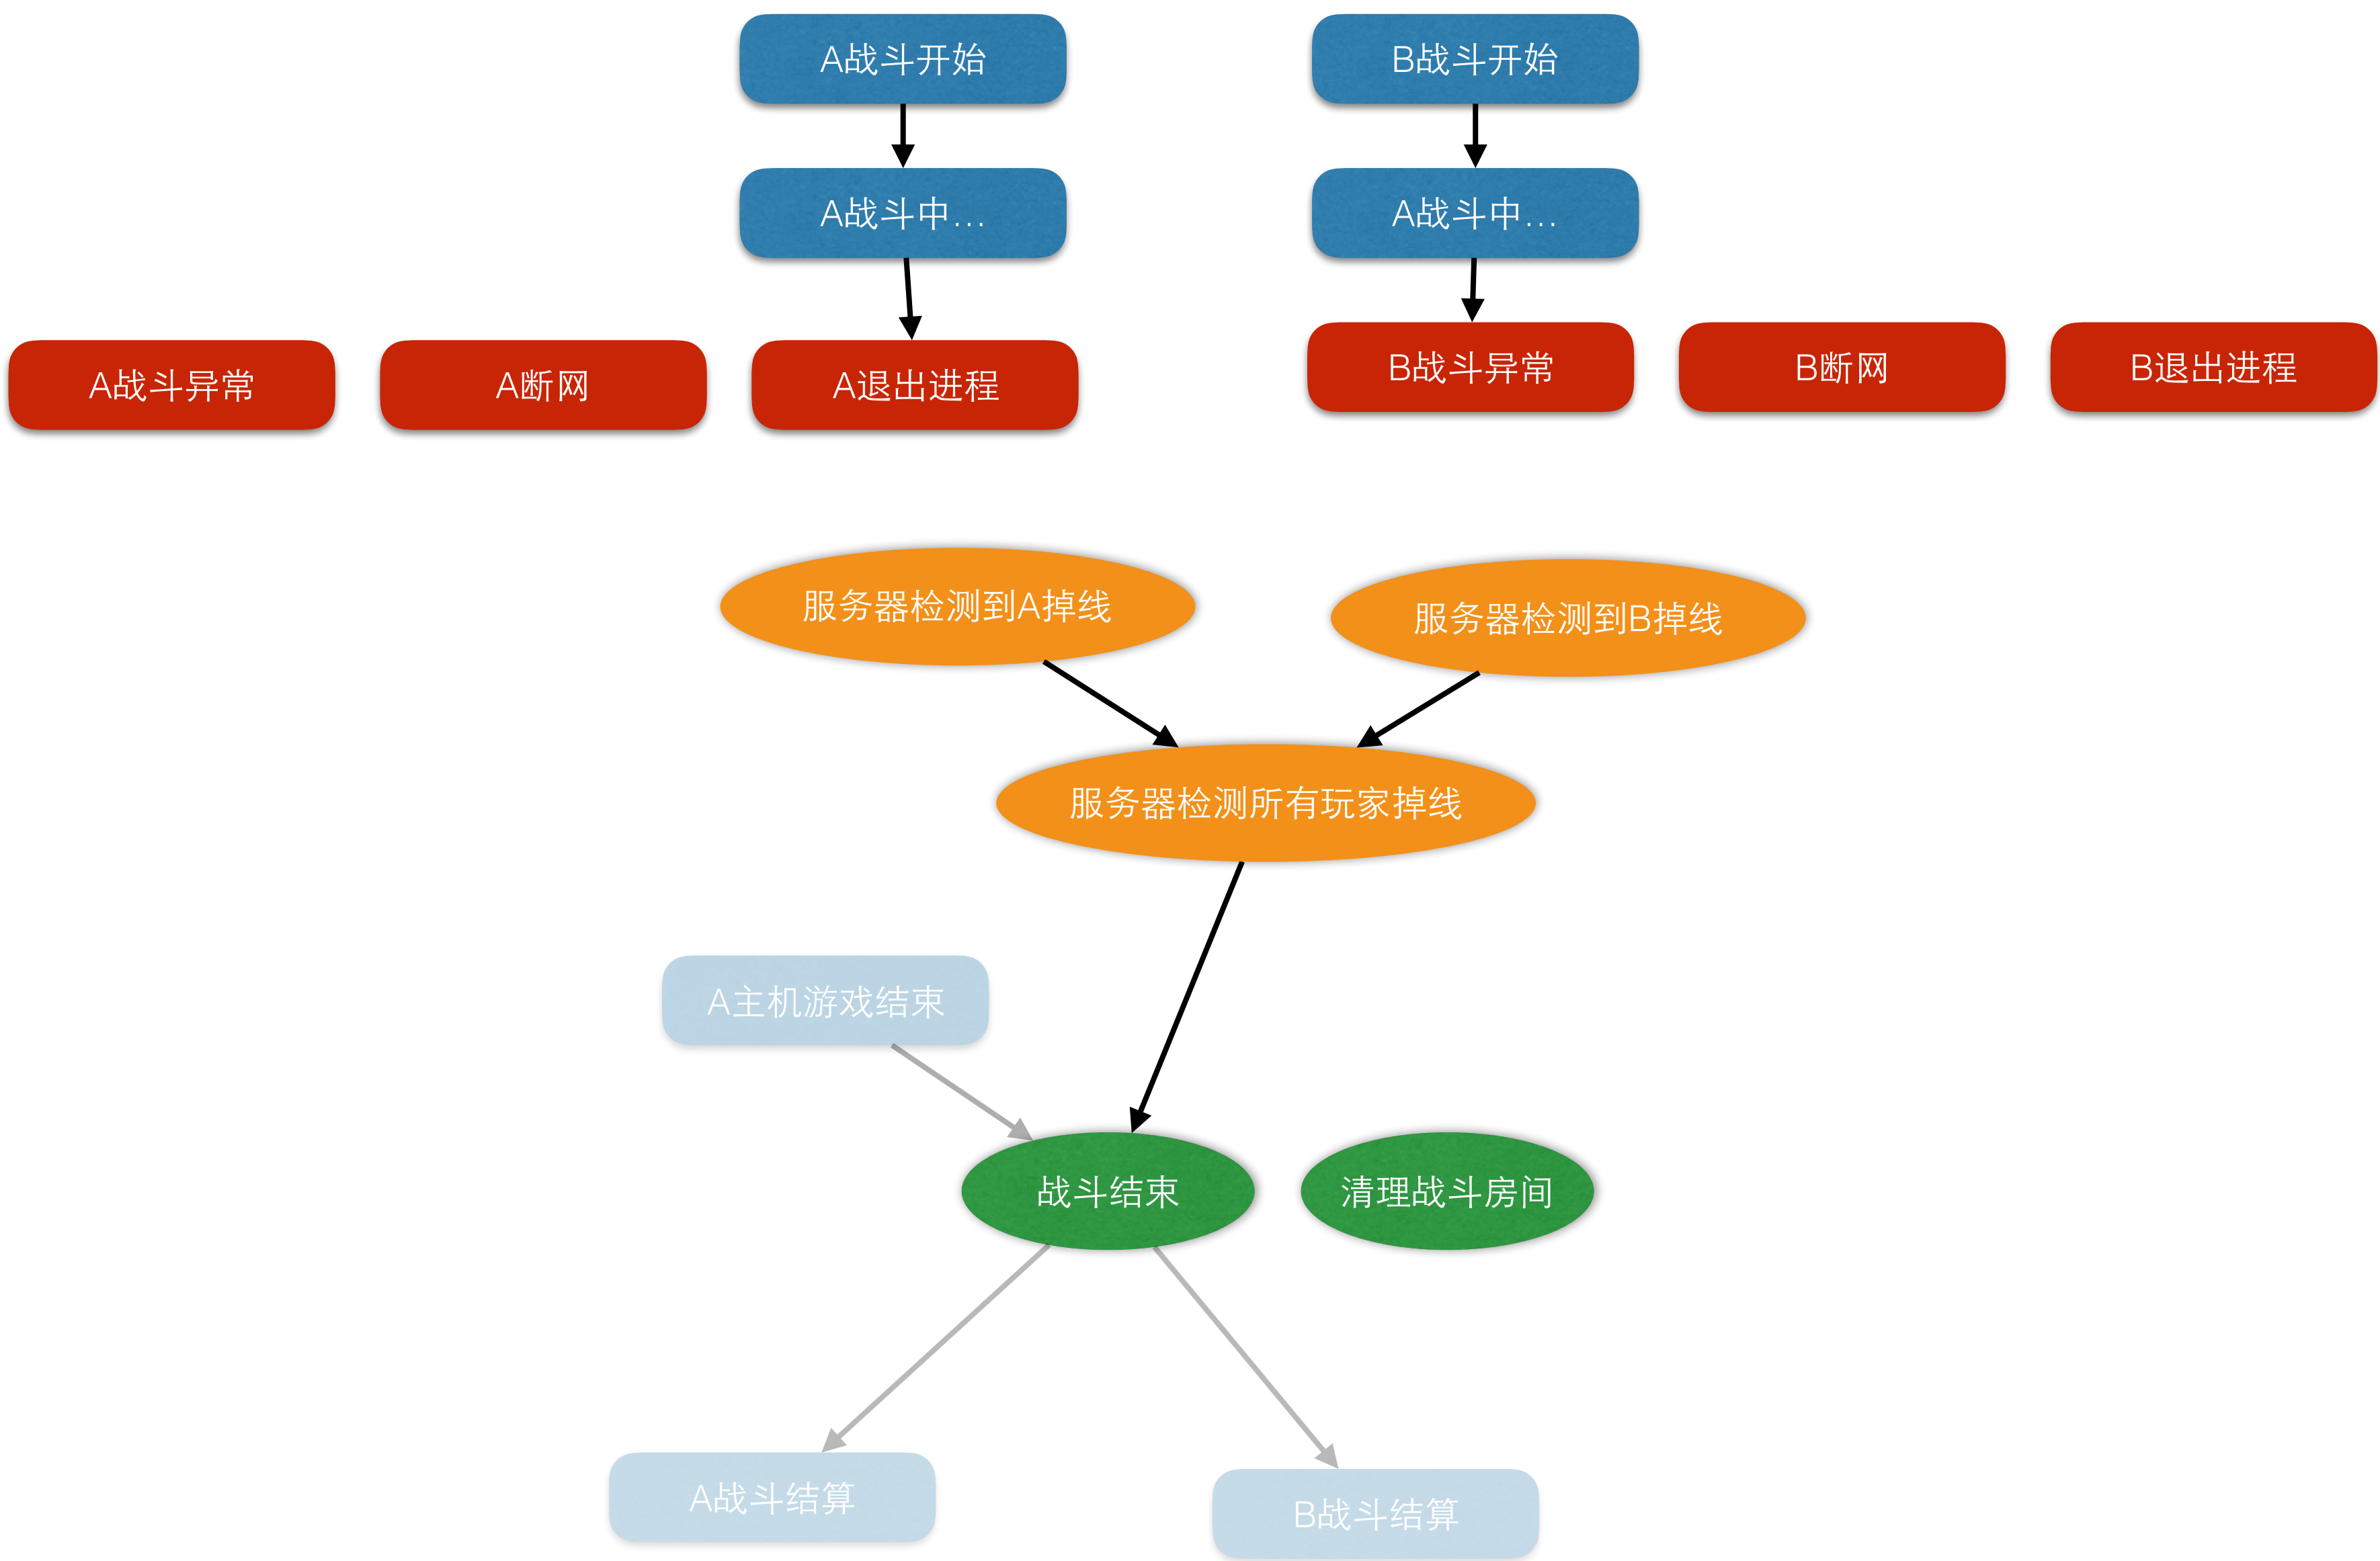 A战斗开始
B战斗开始
A战斗中...
A战斗中...
A战斗异常
A断网
A退出进程
B战斗异常
B断网
B退出进程
服务器检测到A掉线
服务器检测到B掉线
服务器检测所有玩家掉线
A主机游戏结束
战斗结束
清理战斗房间
A战斗结算
B战斗结算